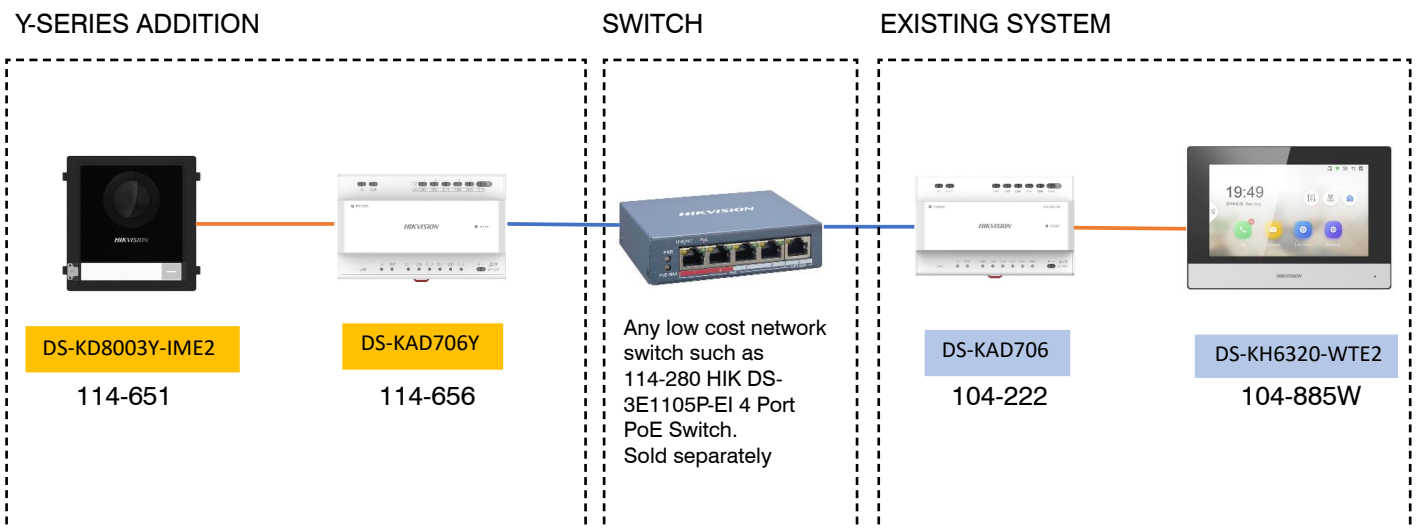 Y-SERIES ADDITION
SWITCH
EXISTING SYSTEM
HIKVISION
DS-KD8003Y-IME2
114-651
POWER
HIKVISION
DS-KAD706Y
114-656
HIKVISION
PoE
Any low cost network
switch such as
114-280 HIK DS-
3E1105P-EI 4 Port
PoE Switch.
Sold separately
HIKVISION
DS-KAD706
104-222
19:49
HIKVISION
DS-KH6320-WTE2
104-885W